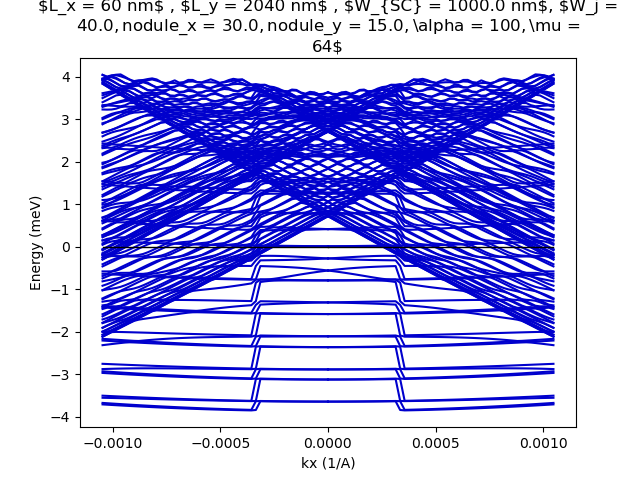 $L_x = 60 nm$ , $L_y = 2040 nm$ , $W_{SC} = 1000.0 nm$, $W_j =
40.0,nodule_x = 30.0,nodule_y = 15.0,\alpha = 100,\mu =
64$
4
3
2
1
0
−1
−2
−3
−4
Energy (meV)
−0.0010 −0.0005 0.0000 0.0005 0.0010
kx (1/A)